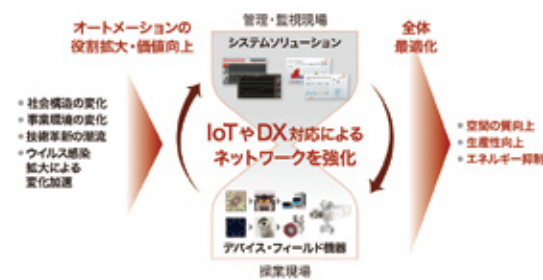 オートメーションの
役割拡大・価値向上
● 社会構造の変化
● 事業環境の変化
● 技術革新の潮流
● ウイルス感染
拡大による
変化加速
管理・監視現場
システムソリューション
IoTやDX対応による
ネットワークを強化
デバイス・フィールド機器
操業現場
全体
最適化
● 空間の質向上
● 生産性向上
● エネルギー抑制